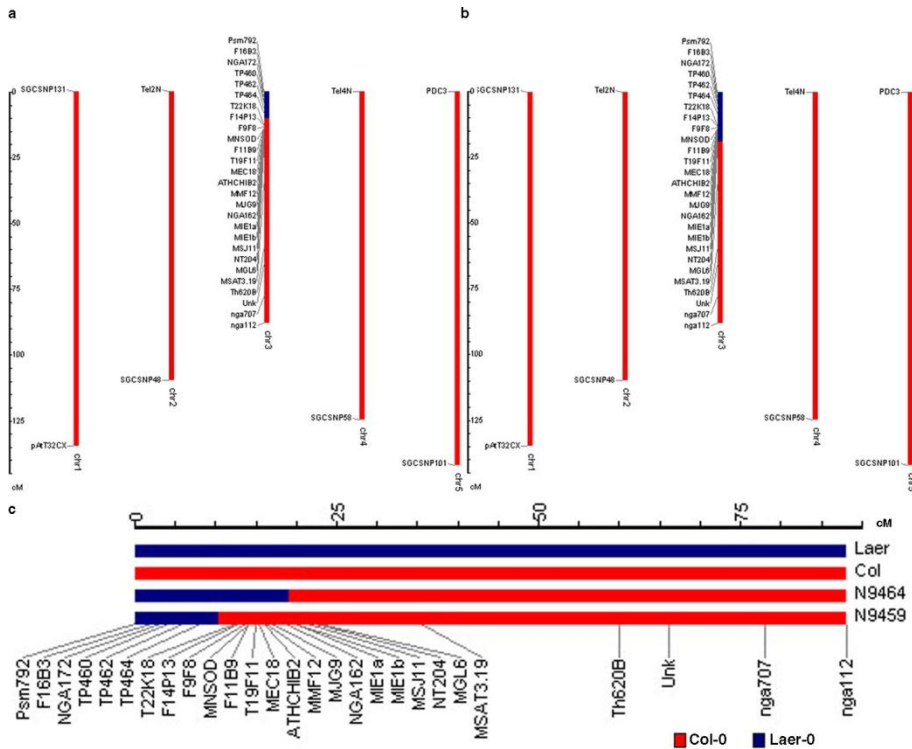 a
Psm792
F16B3
NGA172
TP460
TP462
TP464
T22K18
F14P13
F9F8
MNSOD
F11B9
T19F11
MEC18
ATHCHIB2
MMF12
MJG9
NGA162
MIE1a
MIE1b
MSJ11
NT204
MGL6
MSAT3.19
Th620B
Unk
nga707
nga112
chr3
SGCSNP131
pAtT32CX
chr1
Tel2N
SGCSNP48
chr2
Tel4N
SGCSNP58
chr4
PDC3
SGCSNP101
chr5
0
25
50
75
100
125
cM
b
Psm792
F16B3
NGA172
TP460
TP462
TP464
T22K18
F14P13
F9F8
MNSOD
F11B9
T19F11
MEC18
ATHCHIB2
MMF12
MJG9
NGA162
MIE1a
MIE1b
MSJ11
NT204
MGL6
MSAT3.19
Th620B
Unk
nga707
nga112
chr3
GCSNP131
pAtT32CX
chr1
Tel2N
SGCSNP48
chr2
Tel4N
SGCSNP58
chr4
PDC3
SGCSNP101
0
25
50
75
100
125
cM
c
0 25 50 75 cM
Laer
Col
N9464
N9459
Psm792
F16B3
NGA172
TP460
TP462
TP464
T22K18
F14P13
F9F8
MNSOD
F11B9
T19F11
MEC18
ATHCHIB2
MMF12
MJG9
NGA162
MIE1a
MIE1b
MSJ11
NT204
MGL6
MSAT3.19
Th620B
Unk
nga707
nga112
Col-0 Laer-0